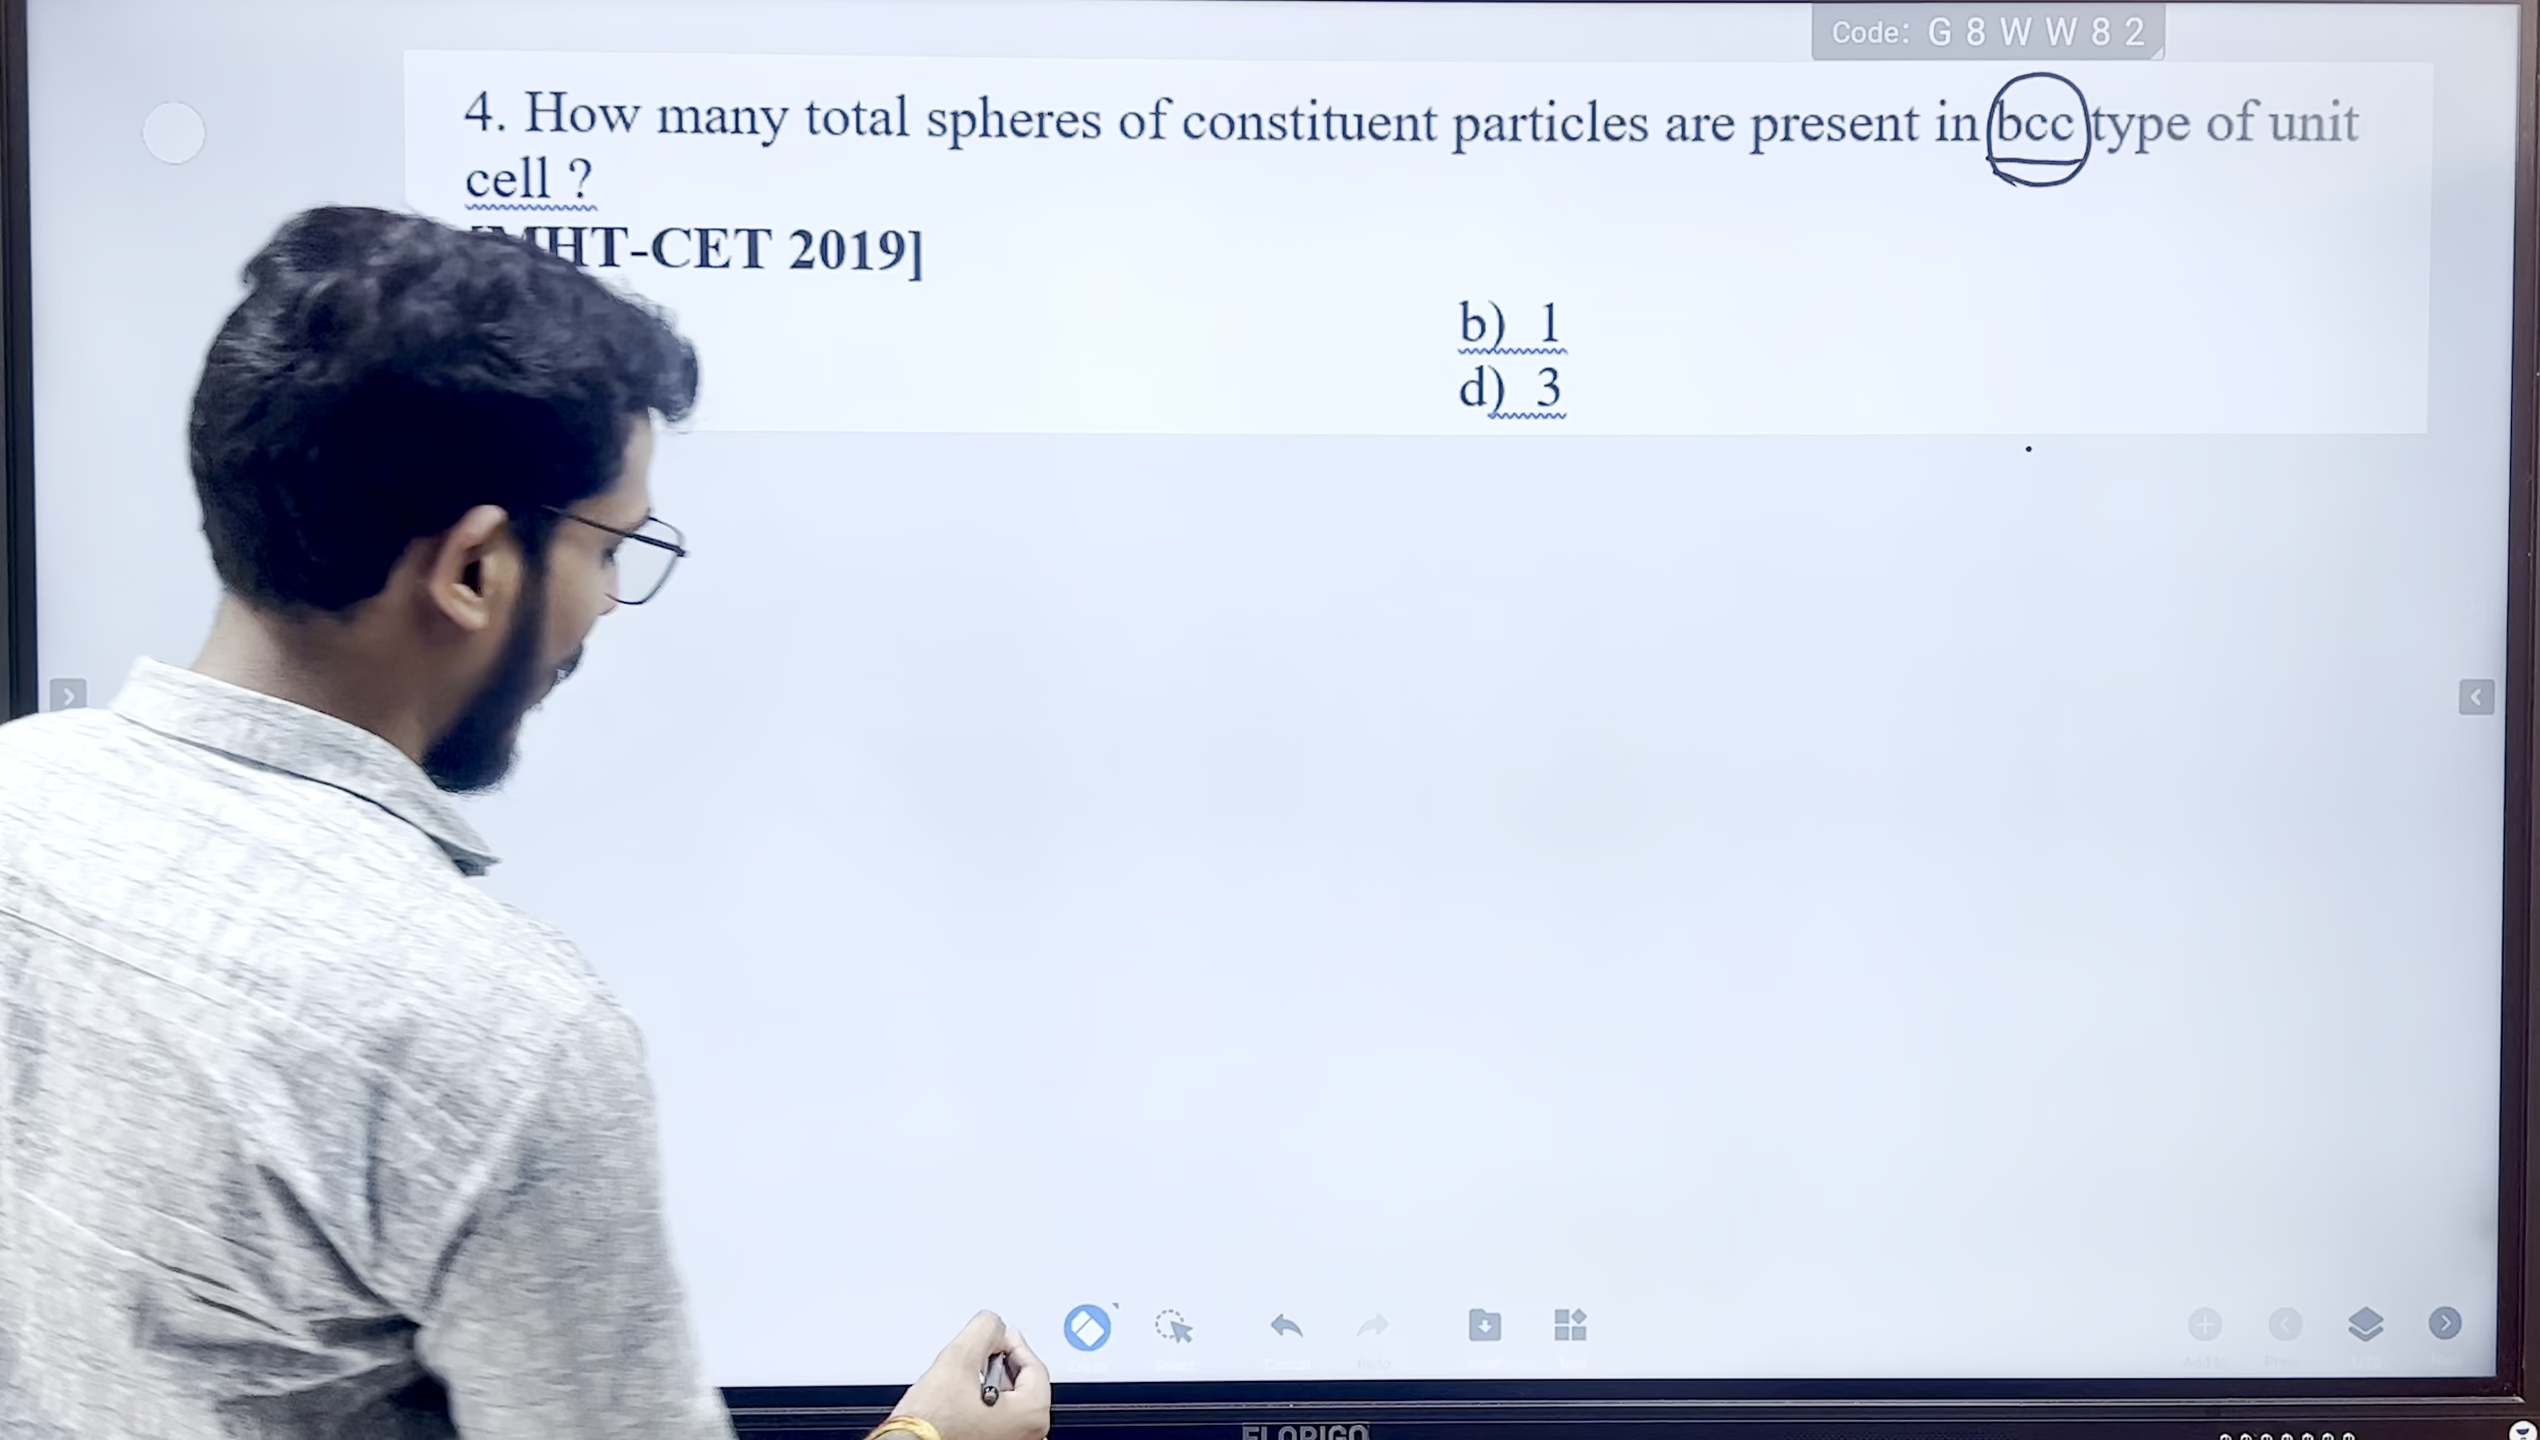 Code: G 8 W W 8 2
4. How many total spheres of constituent particles are present in bcc type of unit
cell ?
MHT-CET 2019]
b) 1
d) 3